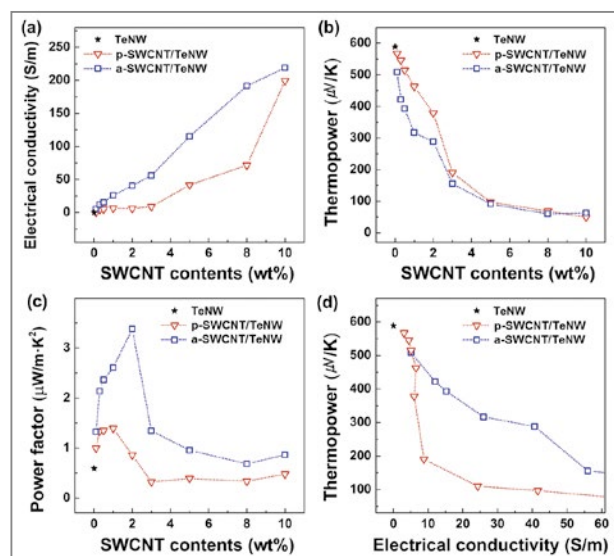 (a)
★ TeNW
p-SWCNT/TeNW
a-SWCNT/TeNW
Electrical conductivity (S/m)
250
200
150
100
50
0
0 2 4 6 8 10
SWCNT contents (wt%)
(b)
★ TeNW
p-SWCNT/TeNW
a-SWCNT/TeNW
Thermopower (μV/K)
600
500
400
300
200
100
0
0 2 4 6 8 10
SWCNT contents (wt%)
(c)
★ TeNW
p-SWCNT/TeNW
a-SWCNT/TeNW
Power factor (μW/m·K²)
3
2
1
0
0 2 4 6 8 10
SWCNT contents (wt%)
(d)
★ TeNW
p-SWCNT/TeNW
a-SWCNT/TeNW
Thermopower (μV/K)
600
500
400
300
200
100
0 10 20 30 40 50 60
Electrical conductivity (S/m)